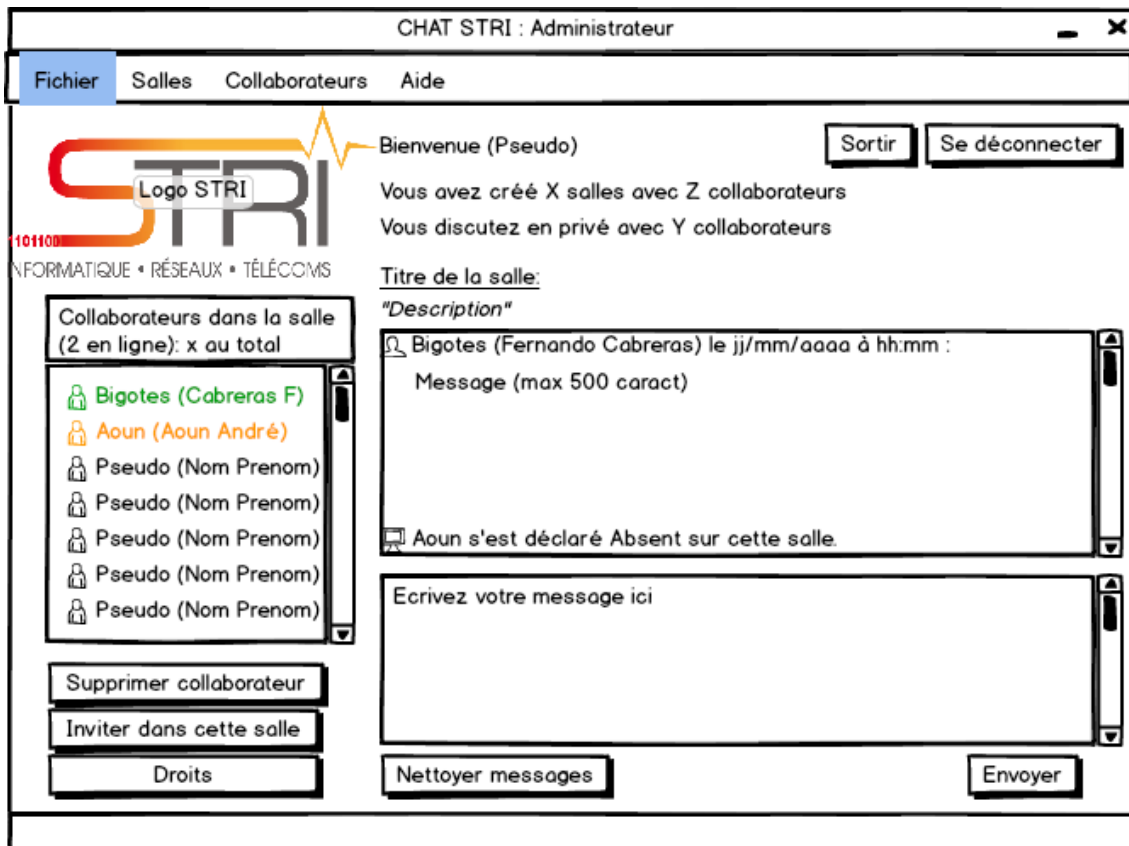 CHAT STRI : Administrateur
Fichier Salles Collaborateurs Aide
STRI
Logo STRI
1101100
NFORMATIQUE • RÉSEAUX • TÉLÉCOMS
Bienvenue (Pseudo)
Sortir
Se déconnecter
Vous avez créé X salles avec Z collaborateurs
Vous discutez en privé avec Y collaborateurs
Titre de la salle:
"Description"
Collaborateurs dans la salle
(2 en ligne): x au total
Bigotes (Cabreras F)
Aoun (Aoun André)
Pseudo (Nom Prenom)
Pseudo (Nom Prenom)
Pseudo (Nom Prenom)
Pseudo (Nom Prenom)
Pseudo (Nom Prenom)
Supprimer collaborateur
Inviter dans cette salle
Droits
Bigotes (Fernando Cabreras) le jj/mm/aaaa à hh:mm :
Message (max 500 caract)
Aoun s'est déclaré Absent sur cette salle.
Ecrivez votre message ici
Nettoyer messages
Envoyer